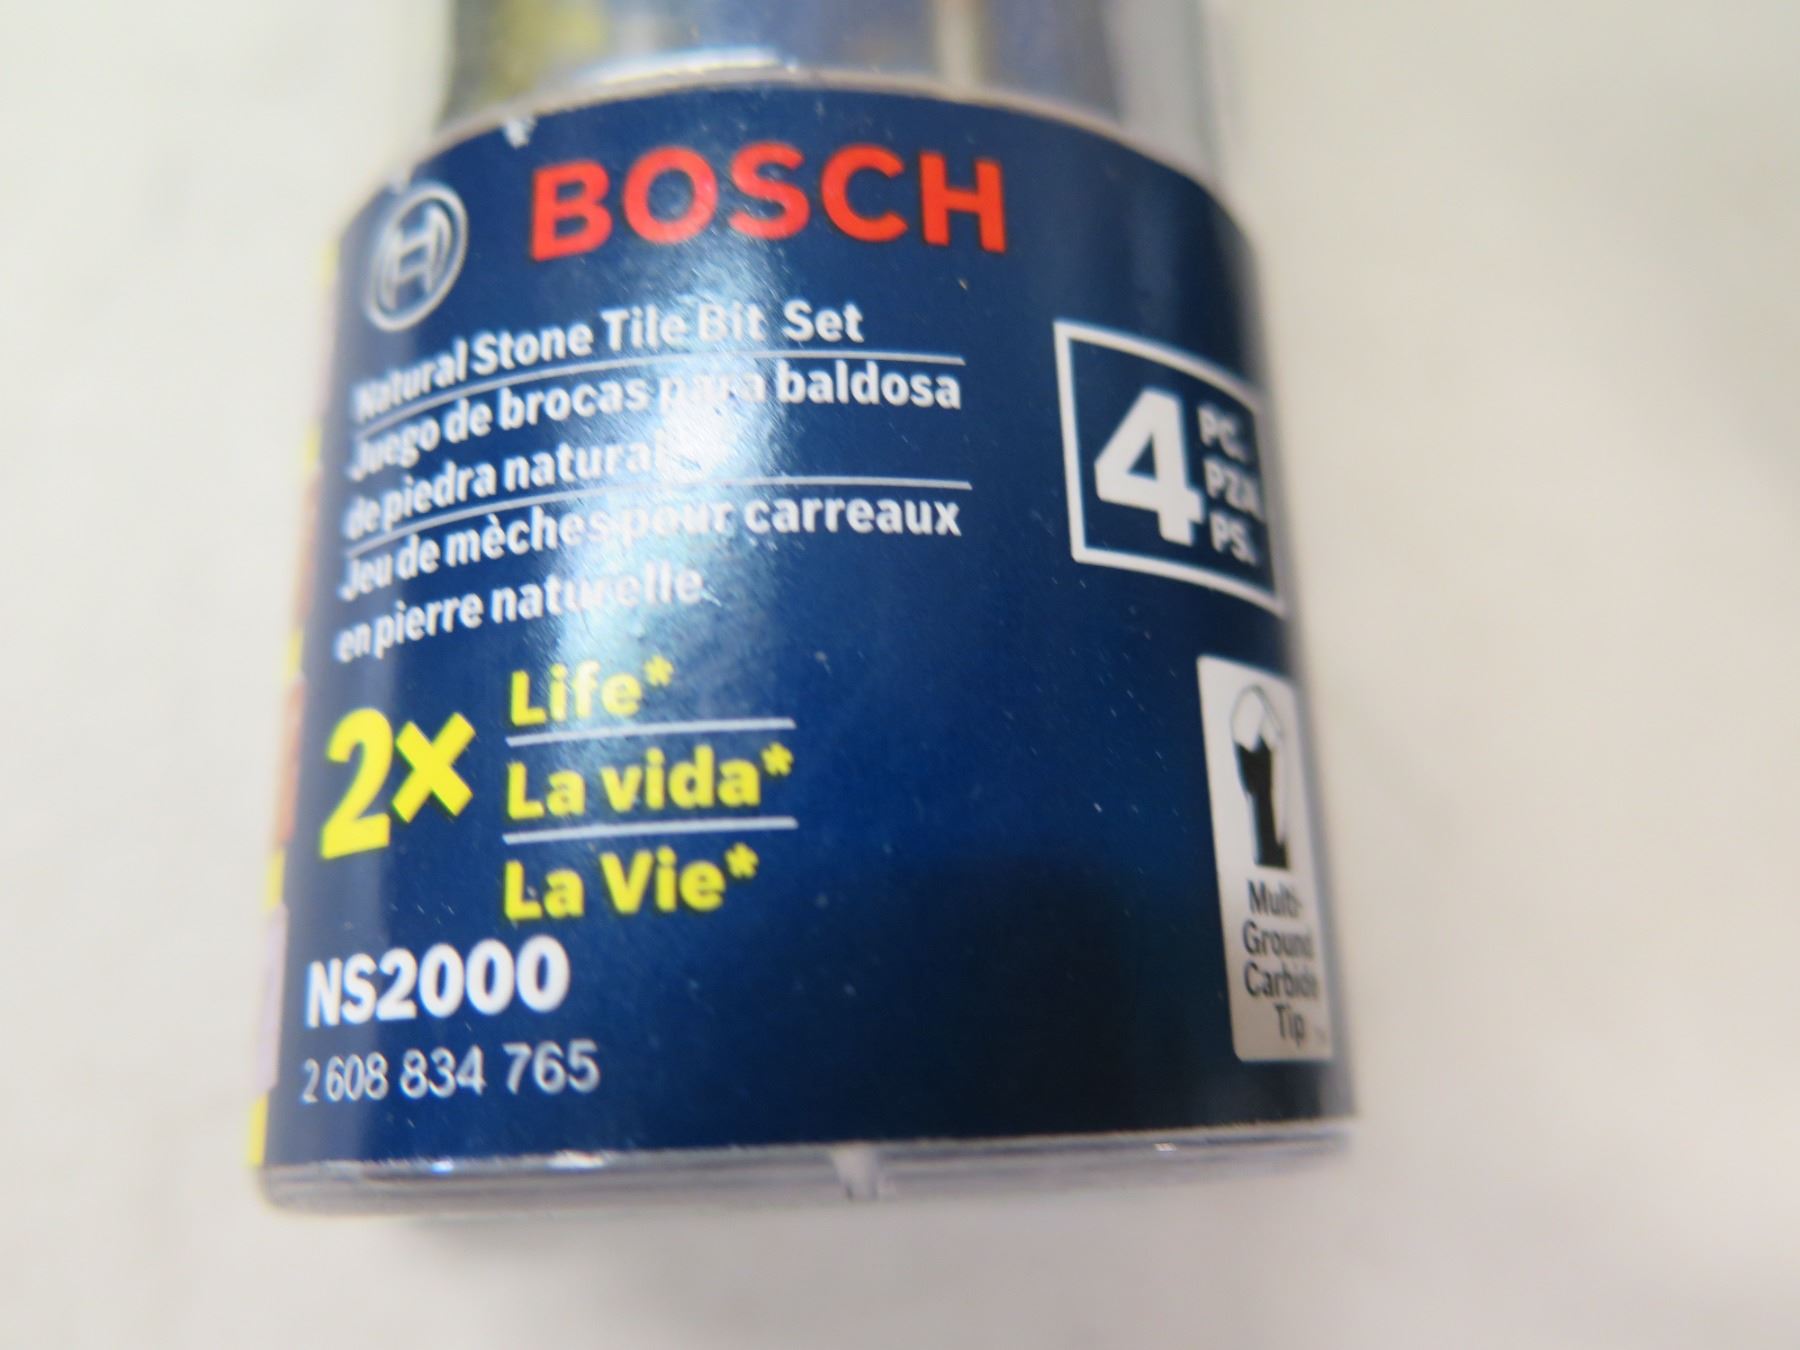 BOSCH
Natural Stone Tile Bit Set
Juego de brocas para baldosa
de piedra natural
Jeu de mèches pour carreaux
en pierre naturelle
4 PC.
PZA
PS.
2x Life*
La vida*
La Vie*
NS2000
2 608 834 765
Multi-
Ground
Carbide
Tip